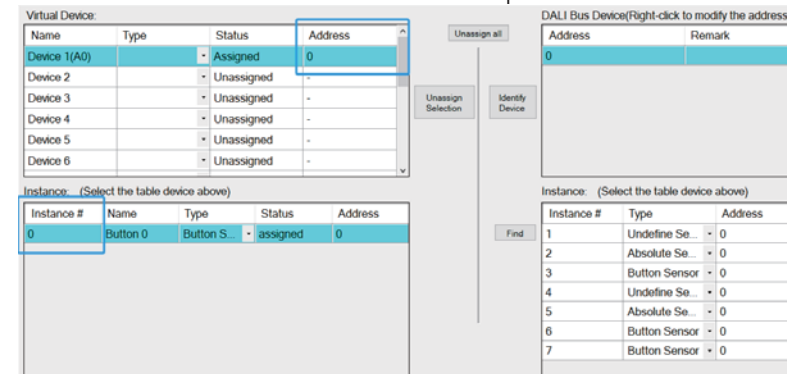 Virtual Device:
Name Type Status Address
Device 1(A0) Assigned 0
Device 2 Unassigned -
Device 3 Unassigned -
Device 4 Unassigned -
Device 5 Unassigned -
Device 6 Unassigned -
Unassign all
Unassign Selection
Identify Device
DALI Bus Device(Right-click to modify the address
Address Remark
0
Instance: (Select the table device above)
Instance # Name Type Status Address
0 Button 0 Button S... assigned 0
Find
Instance: (Select the table device above)
Instance # Type Address
1 Undefine Se... 0
2 Absolute Se... 0
3 Button Sensor 0
4 Undefine Se... 0
5 Absolute Se... 0
6 Button Sensor 0
7 Button Sensor 0